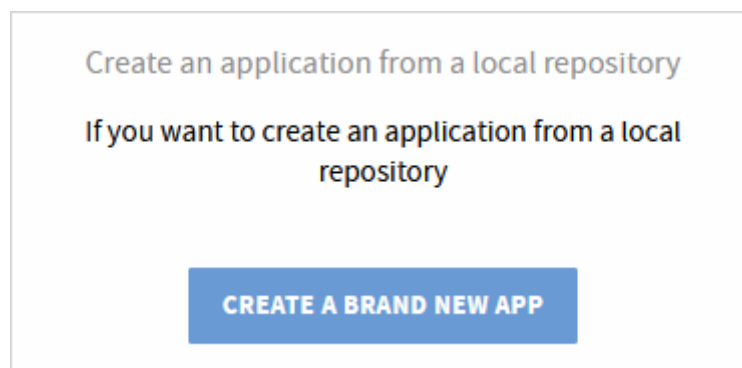 Create an application from a local repository
If you want to create an application from a local
repository
CREATE A BRAND NEW APP